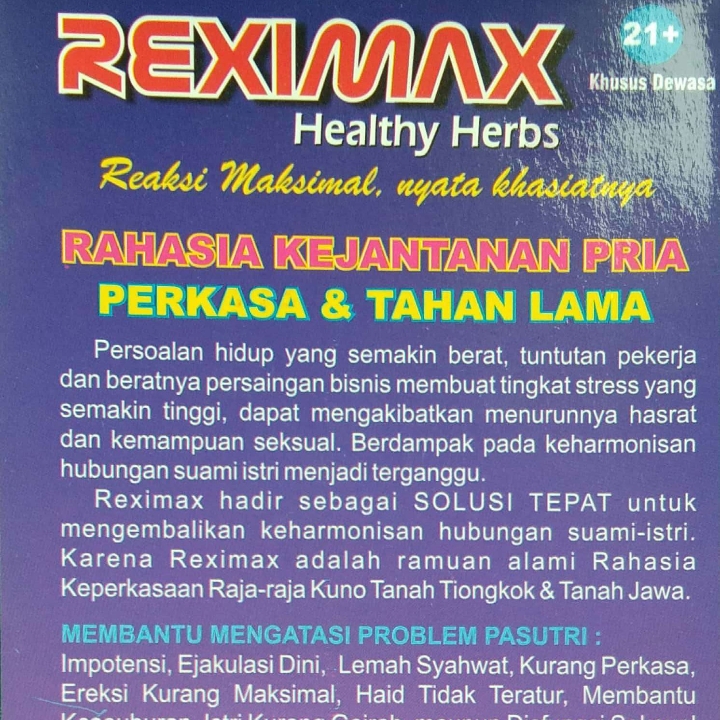 REXIMAX
21+
Khusus Dewasa
Healthy Herbs
Reaksi Maksimal, nyata khasiatnya
RAHASIA KEJANTANAN PRIA
PERKASA & TAHAN LAMA
Persoalan hidup yang semakin berat, tuntutan pekerja
dan beratnya persaingan bisnis membuat tingkat stress yang
semakin tinggi, dapat mengakibatkan menurunnya hasrat
dan kemampuan seksual. Berdampak pada keharmonisan
hubungan suami istri menjadi terganggu.
Reximax hadir sebagai SOLUSI TEPAT untuk
mengembalikan keharmonisan hubungan suami-istri.
Karena Reximax adalah ramuan alami Rahasia
Keperkasaan Raja-raja Kuno Tanah Tiongkok & Tanah Jawa.
MEMBANTU MENGATASI PROBLEM PASUTRI :
Impotensi, Ejakulasi Dini, Lemah Syahwat, Kurang Perkasa,
Ereksi Kurang Maksimal, Haid Tidak Teratur, Membantu